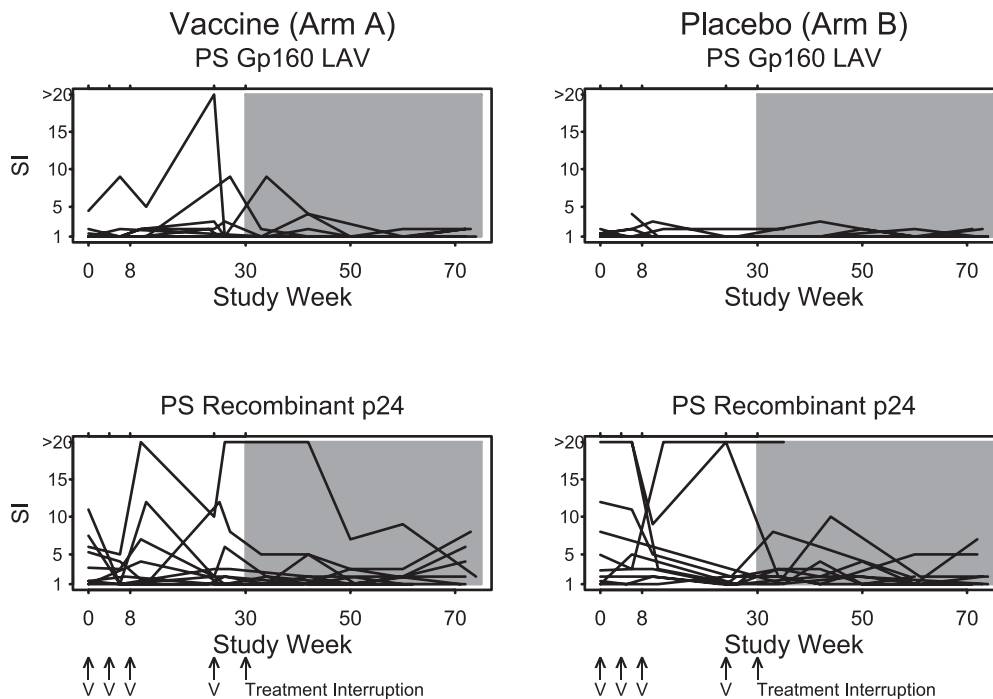 Vaccine (Arm A) Placebo (Arm B)
PS Gp160 LAV PS Gp160 LAV
>20 >20
15 15
SI 10 10
5 5
1 1
0 8 30 50 70 0 8 30 50 70
Study Week Study Week
PS Recombinant p24 PS Recombinant p24
>20 >20
15 15
SI 10 10
5 5
1 1
0 8 30 50 70 0 8 30 50 70
Study Week Study Week
V V V V Treatment Interruption V V V V Treatment Interruption